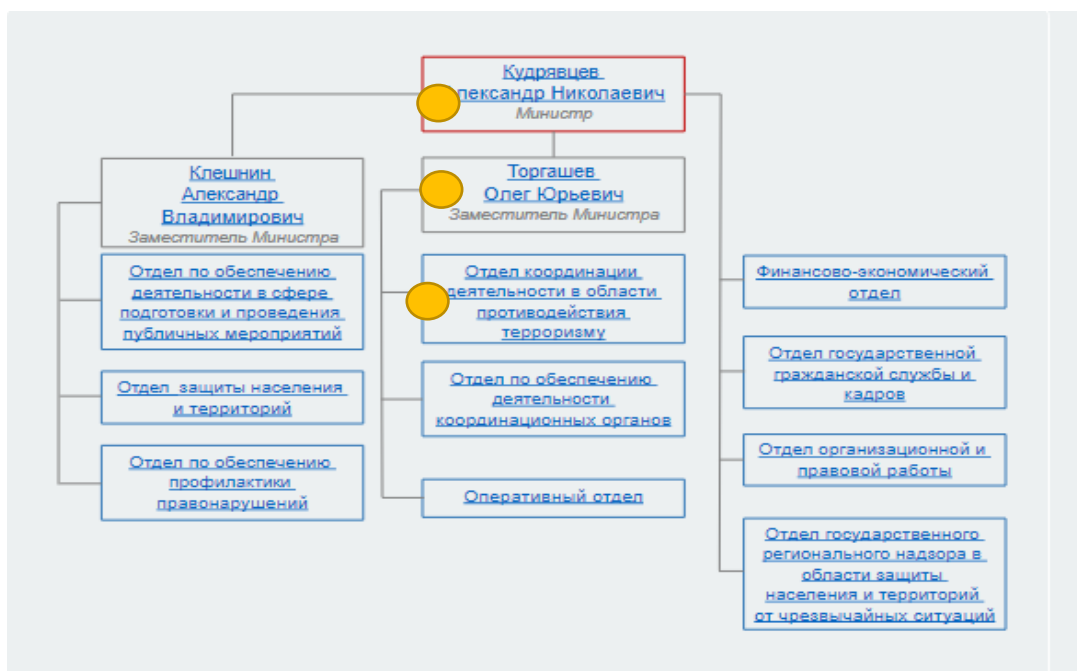 Кудрявцев
лександр Николаевич
Министр
Клешнин
Александр
Владимирович
Заместитель Министра
Торгашев
Олег Юрьевич
Заместитель Министра
Отдел по обеспечению
деятельности в сфере
подготовки и проведения
публичных мероприятий
Отдел защиты населения
и территорий
Отдел по обеспечению
профилактики
правонарушений
Отдел координации
деятельности в области
противодействия
терроризму
Отдел по обеспечению
деятельности
координационных органов
Оперативный отдел
Финансово-экономический
отдел
Отдел государственной
гражданской службы и
кадров
Отдел организационной и
правовой работы
Отдел государственного
регионального надзора в
области защиты
населения и территорий
от чрезвычайных ситуаций